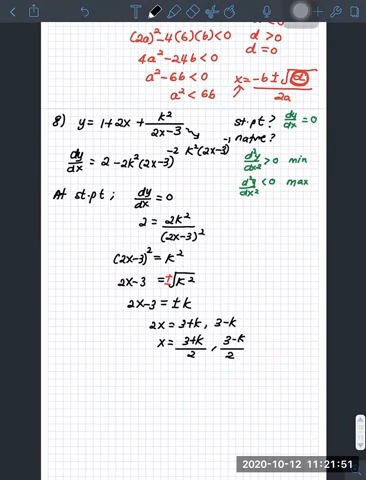 (2a)²-4(6)(b)<0
4a²-24b<0
a²-6b<0
a²<6b
d>0
d=0
x=-b±√d/2a
8) y=1+2x+k²/2x-3
k²(2x-3)⁻¹
st.pt? dy/dx=0
nature?
d²y/dx²>0 min
d²y/dx²<0 max
dy/dx=2-2k²(2x-3)⁻²
At st.pt; dy/dx=0
2=2k²/(2x-3)²
(2x-3)²=k²
2x-3=±√k²
2x-3=±k
2x=3+k, 3-k
x=3+k/2, 3-k/2
2020-10-12 11:21:51